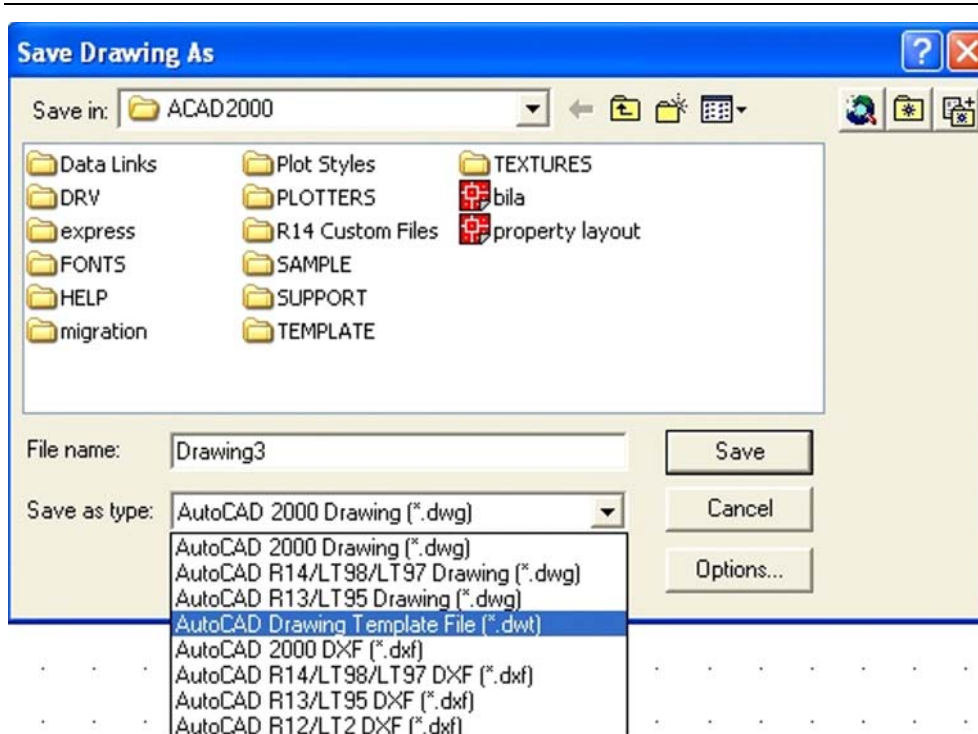 Save Drawing As
Save in: ACAD2000
Data Links Plot Styles TEXTURES
DRV PLOTTERS bila
express R14 Custom Files property layout
FONTS SAMPLE
HELP SUPPORT
migration TEMPLATE
File name: Drawing3 Save
Save as type: AutoCAD 2000 Drawing (*.dwg) Cancel
AutoCAD 2000 Drawing (*.dwg)
AutoCAD R14/LT98/LT97 Drawing (*.dwg) Options...
AutoCAD R13/LT95 Drawing (*.dwg)
AutoCAD Drawing Template File (*.dwt)
AutoCAD 2000 DXF (*.dxf)
AutoCAD R14/LT98/LT97 DXF (*.dxf)
AutoCAD R13/LT95 DXF (*.dxf)
AutoCAD R12/LT2 DXF (*.dxf)